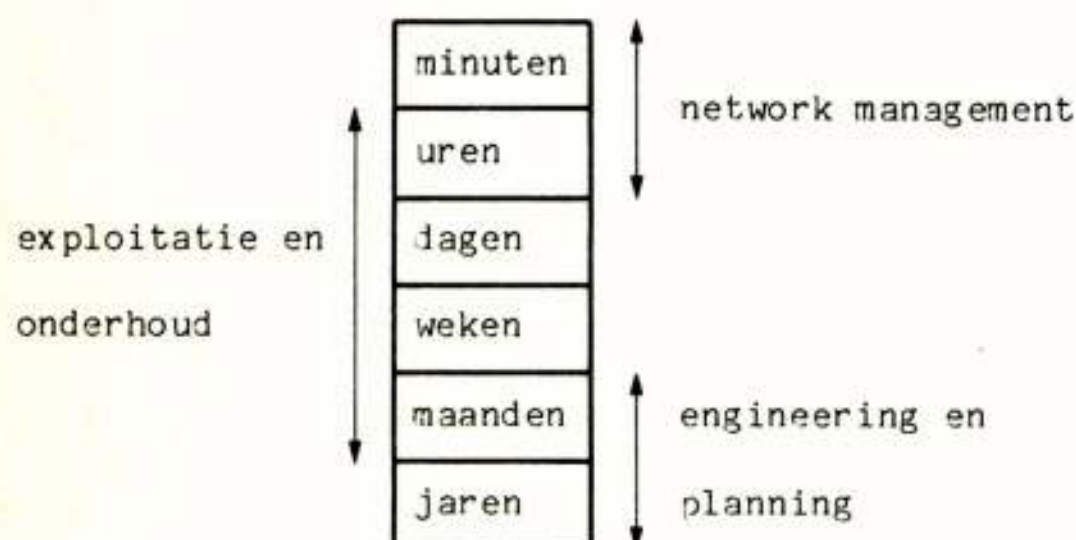 minuten
network management
uren
exploitatie en
dagen
onderhoud
weken
maanden
engineering en
jaren
planning